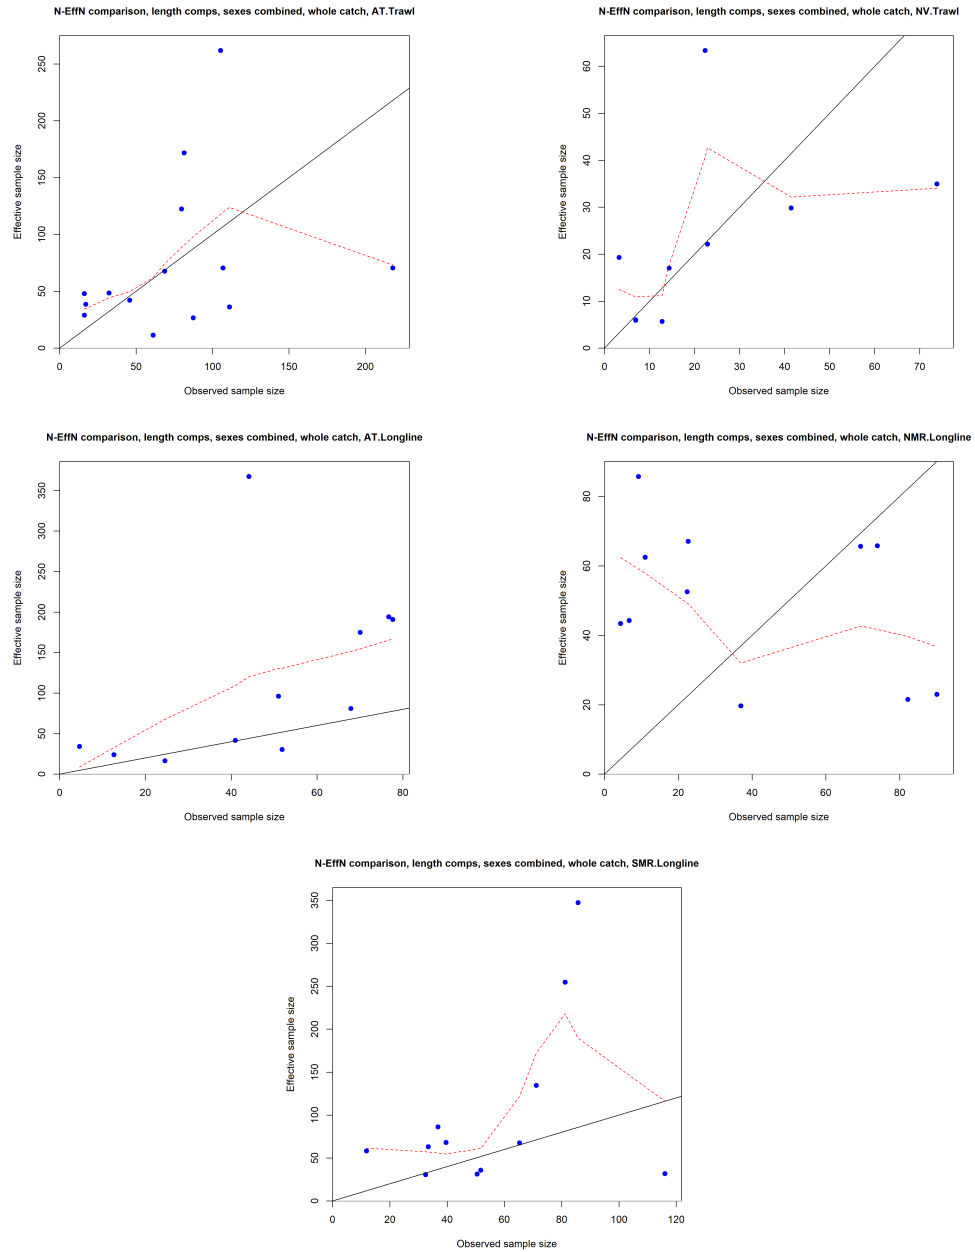 N-EffN comparison, length comps, sexes combined, whole catch, AT.Trawl
Effective sample size
0 50 100 150 200 250
0 50 100 150 200
Observed sample size
N-EffN comparison, length comps, sexes combined, whole catch, NV.Trawl
Effective sample size
0 10 20 30 40 50 60
0 10 20 30 40 50 60 70
Observed sample size
N-EffN comparison, length comps, sexes combined, whole catch, AT.Longline
Effective sample size
0 50 100 150 200 250 300 350
0 20 40 60 80
Observed sample size
N-EffN comparison, length comps, sexes combined, whole catch, NMR.Longline
Effective sample size
0 20 40 60 80
0 20 40 60 80
Observed sample size
N-EffN comparison, length comps, sexes combined, whole catch, SMR.Longline
Effective sample size
0 50 100 150 200 250 300 350
0 20 40 60 80 100 120
Observed sample size